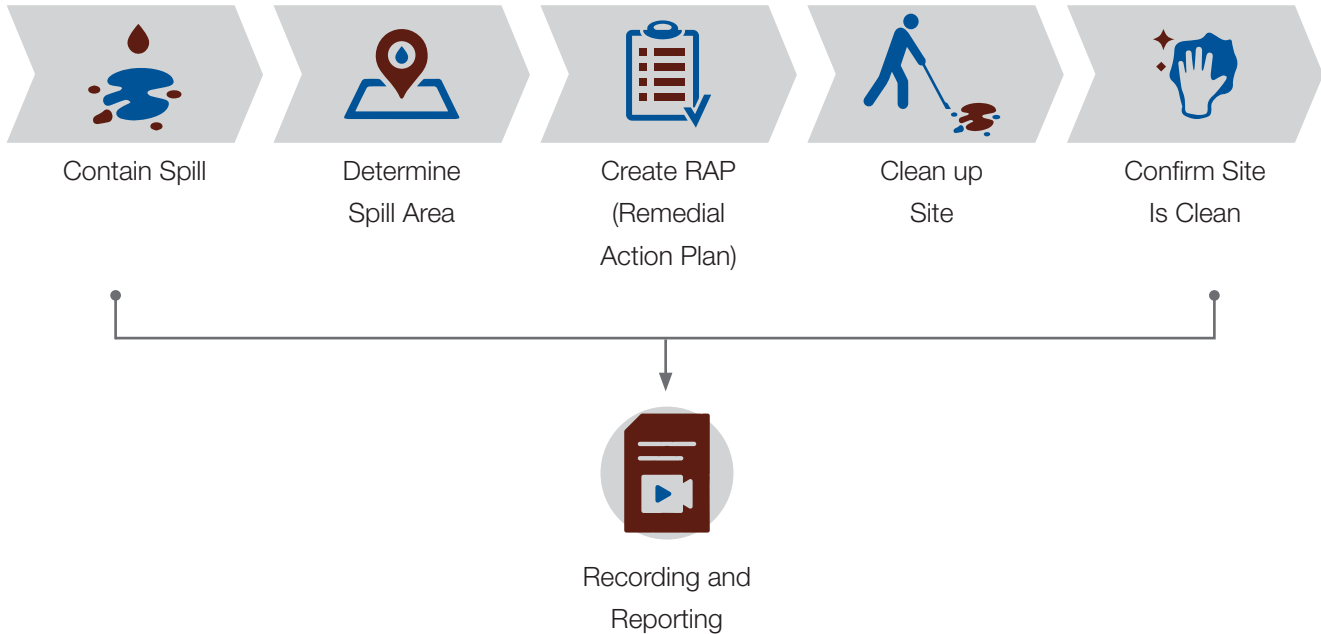 Contain Spill
Determine
Spill Area
Create RAP
(Remedial
Action Plan)
Clean up
Site
Confirm Site
Is Clean
Recording and
Reporting